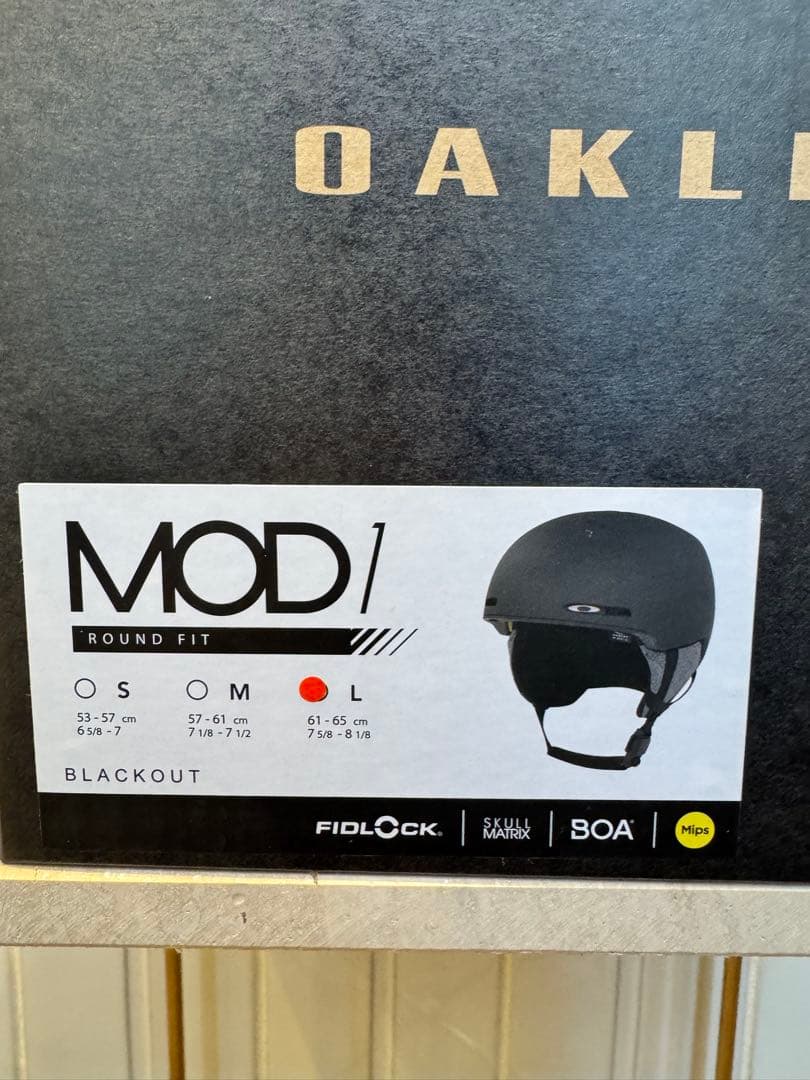 OAKL
MOD1
ROUND FIT
S M L
53 - 57 cm 57 - 61 cm 61 - 65 cm
6 5/8 - 7 7 1/8 - 7 1/2 7 5/8 - 8 1/8
BLACKOUT
FIDLOCK® SKULL MATRIX BOA® Mips